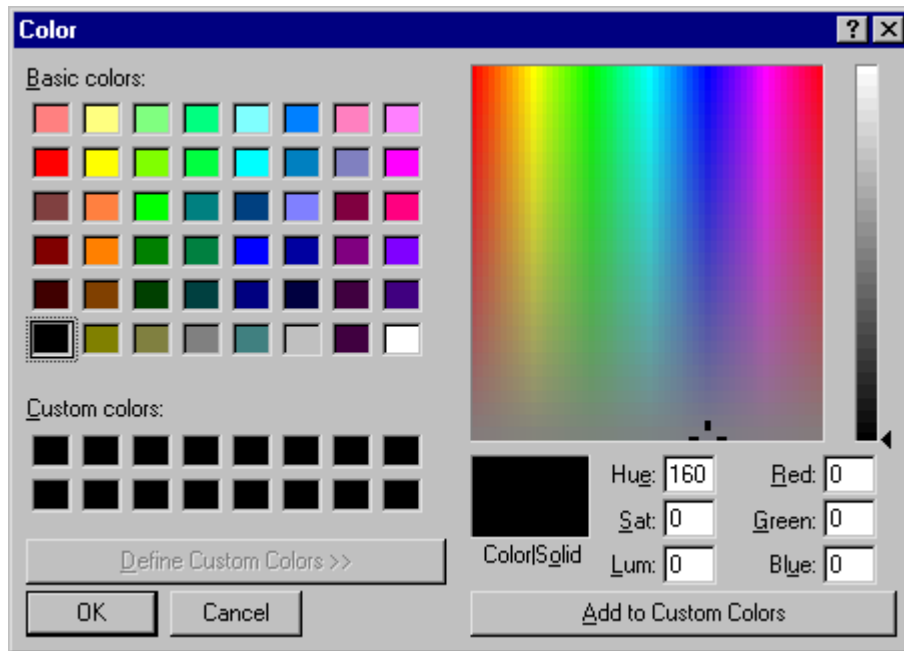 Color
Basic colors:
Custom colors:
Define Custom Colors >>
OK Cancel
Color|Solid
Hue: 160 Red: 0
Sat: 0 Green: 0
Lum: 0 Blue: 0
Add to Custom Colors